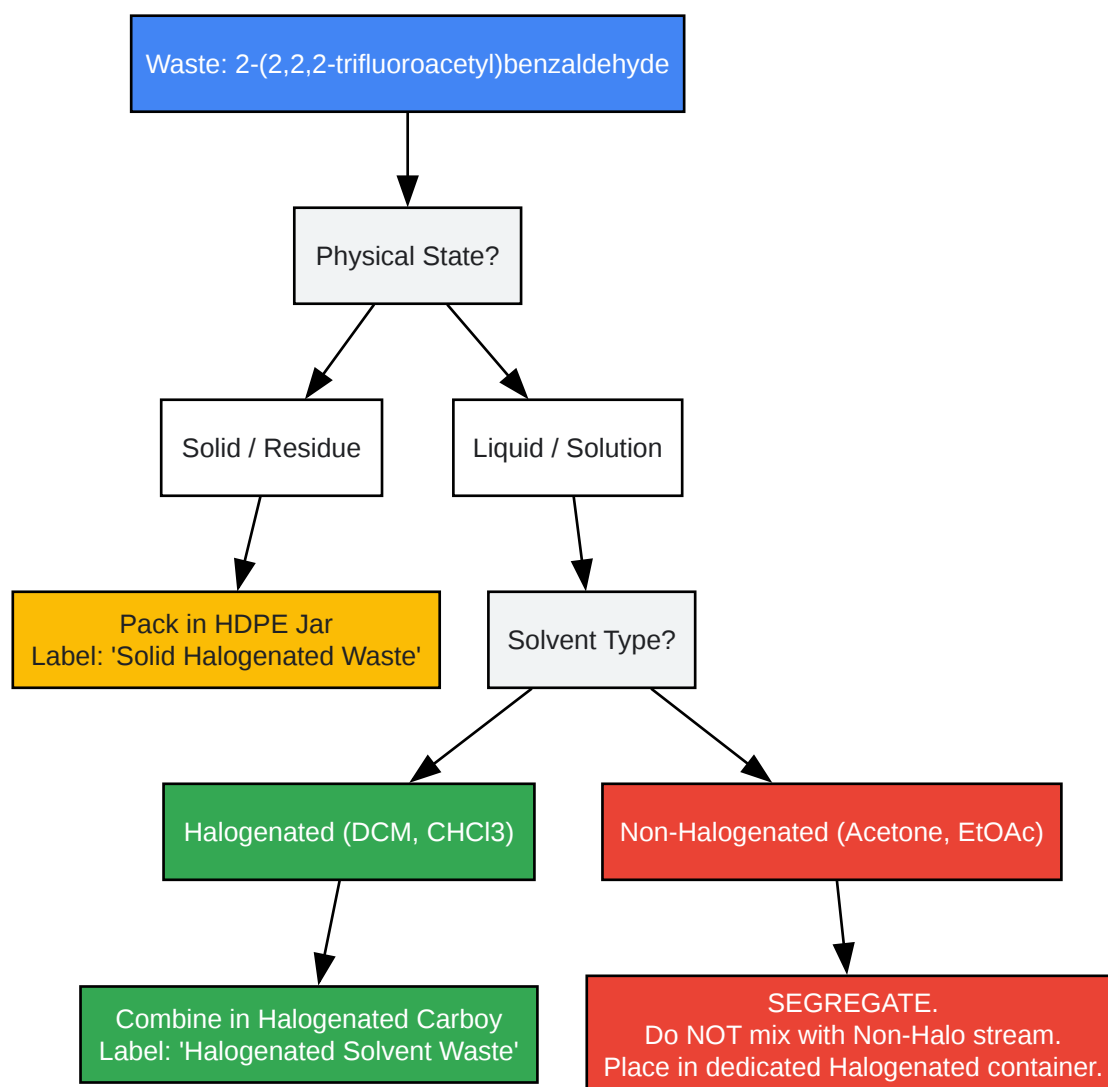 Waste: 2-(2,2,2-trifluoroacetyl)benzaldehyde
Physical State?
Solid / Residue
Liquid / Solution
Pack in HDPE Jar
Label: 'Solid Halogenated Waste'
Solvent Type?
Halogenated (DCM, CHCl3)
Non-Halogenated (Acetone, EtOAc)
Combine in Halogenated Carboy
Label: 'Halogenated Solvent Waste'
SEGREGATE.
Do NOT mix with Non-Halo stream.
Place in dedicated Halogenated container.